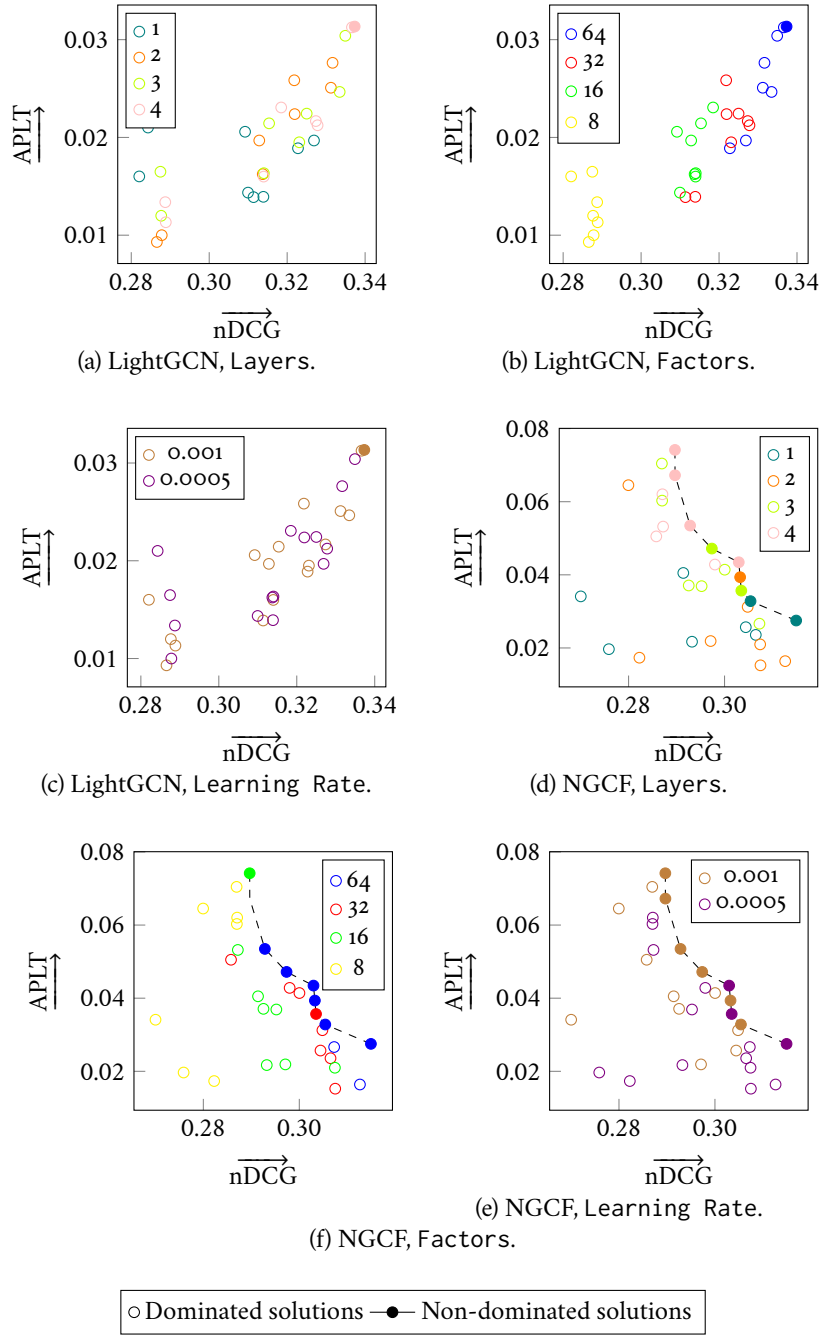 0.03
0.02
0.01
0.28 0.30 0.32 0.34
APLT
nDCG
1
2
3
4
(a) LightGCN, Layers.
0.03
0.02
0.01
0.28 0.30 0.32 0.34
APLT
nDCG
64
32
16
8
(b) LightGCN, Factors.
0.03
0.02
0.01
0.28 0.30 0.32 0.34
APLT
nDCG
0.001
0.0005
(c) LightGCN, Learning Rate.
0.08
0.06
0.04
0.02
0.28 0.30
APLT
nDCG
1
2
3
4
(d) NGCF, Layers.
0.08
0.06
0.04
0.02
0.28 0.30
APLT
nDCG
64
32
16
8
(f) NGCF, Factors.
0.08
0.06
0.04
0.02
0.28 0.30
APLT
nDCG
0.001
0.0005
(e) NGCF, Learning Rate.
Dominated solutions Non-dominated solutions